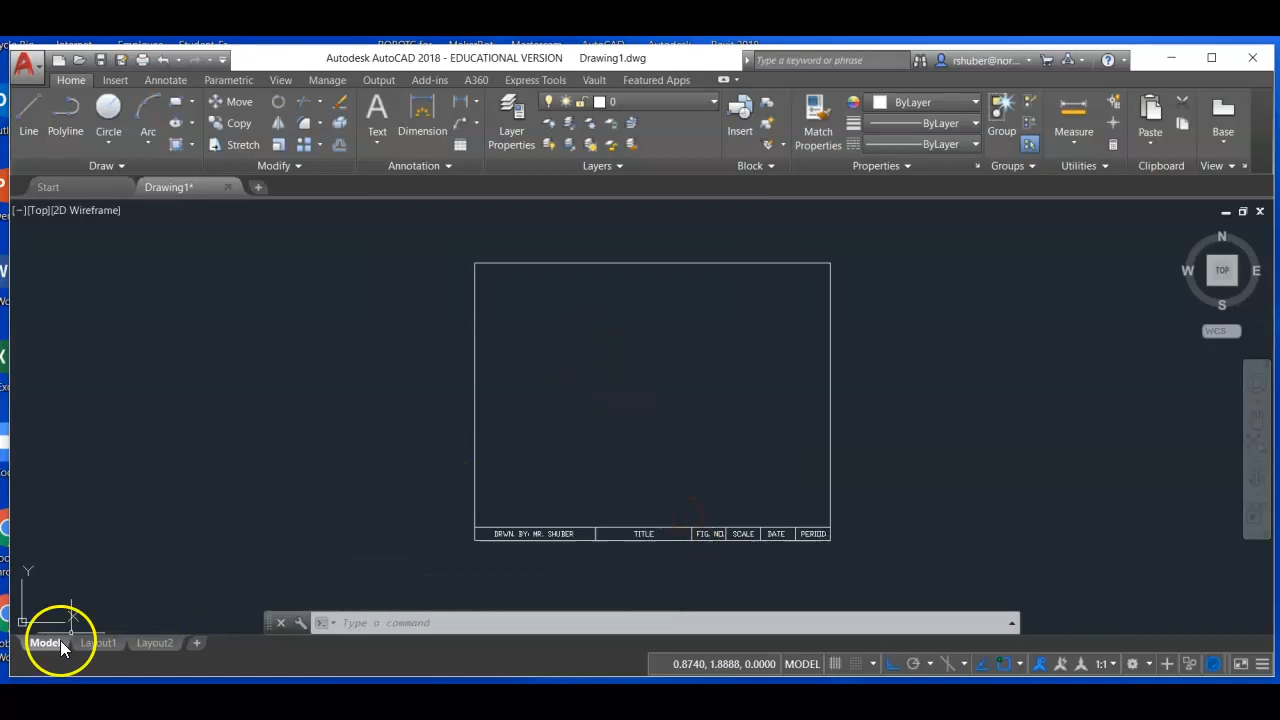 Autodesk AutoCAD 2018 - EDUCATIONAL VERSION Drawing1.dwg
Type a keyword or phrase
rshuber@nor...
Home Insert Annotate Parametric View Manage Output Add-ins A360 Express Tools Vault Featured Apps
Line Polyline Circle Arc
Move
Copy
Stretch
Text Dimension
Layer Properties
0
Insert
Match Properties
ByLayer
ByLayer
ByLayer
Group
Measure
Paste
Base
Draw Modify Annotation Layers Block Properties Groups Utilities Clipboard View
Start Drawing1*
[−][Top][2D Wireframe]
N
W TOP E
S
WCS
DRWN. BY: MR. SHUBER TITLE FIG. NO. SCALE DATE PERIOD
Y
X
Type a command
Model Layout1 Layout2
0.8740, 1.8888, 0.0000 MODEL 1:1